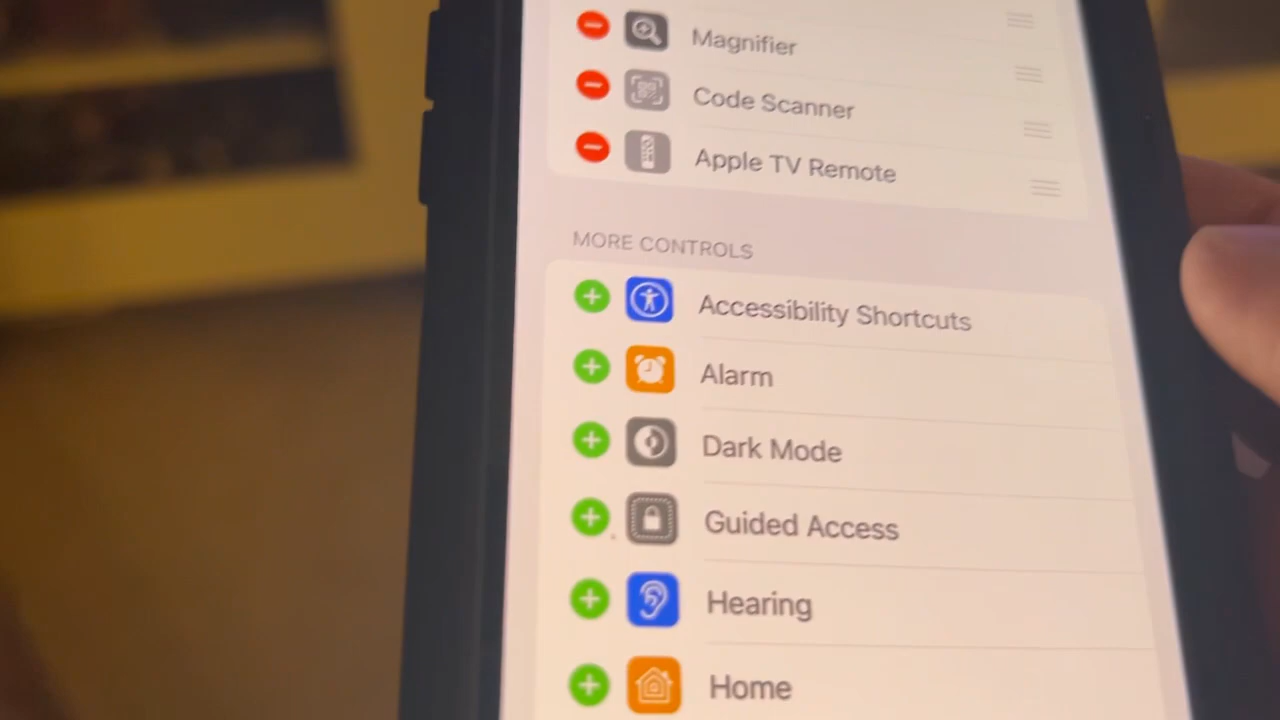 Magnifier
Code Scanner
Apple TV Remote
MORE CONTROLS
Accessibility Shortcuts
Alarm
Dark Mode
Guided Access
Hearing
Home